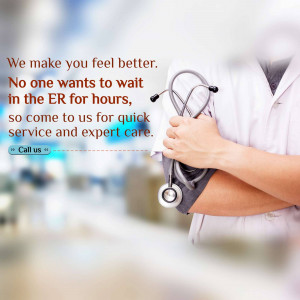 We make you feel better.
No one wants to wait
in the ER for hours,
so come to us for quick
service and expert care.
Call us